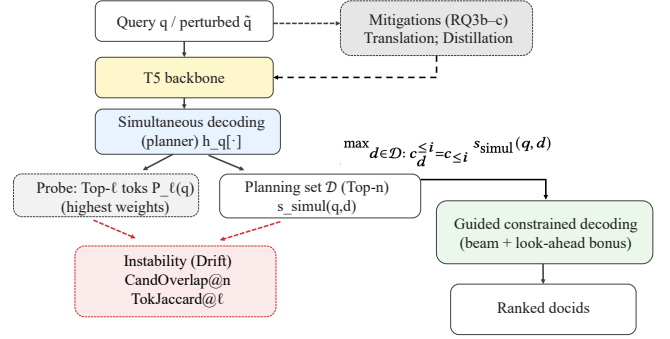 Query q / perturbed q̃
Mitigations (RQ3b–c)
Translation; Distillation
T5 backbone
Simultaneous decoding
(planner) h_q[·]
max d∈𝒟: c_d^{≤i}=c_{≤i} s_simul(q, d)
Probe: Top-ℓ toks P_ℓ(q)
(highest weights)
Planning set 𝒟 (Top-n)
s_simul(q,d)
Guided constrained decoding
(beam + look-ahead bonus)
Instability (Drift)
CandOverlap@n
TokJaccard@ℓ
Ranked docids